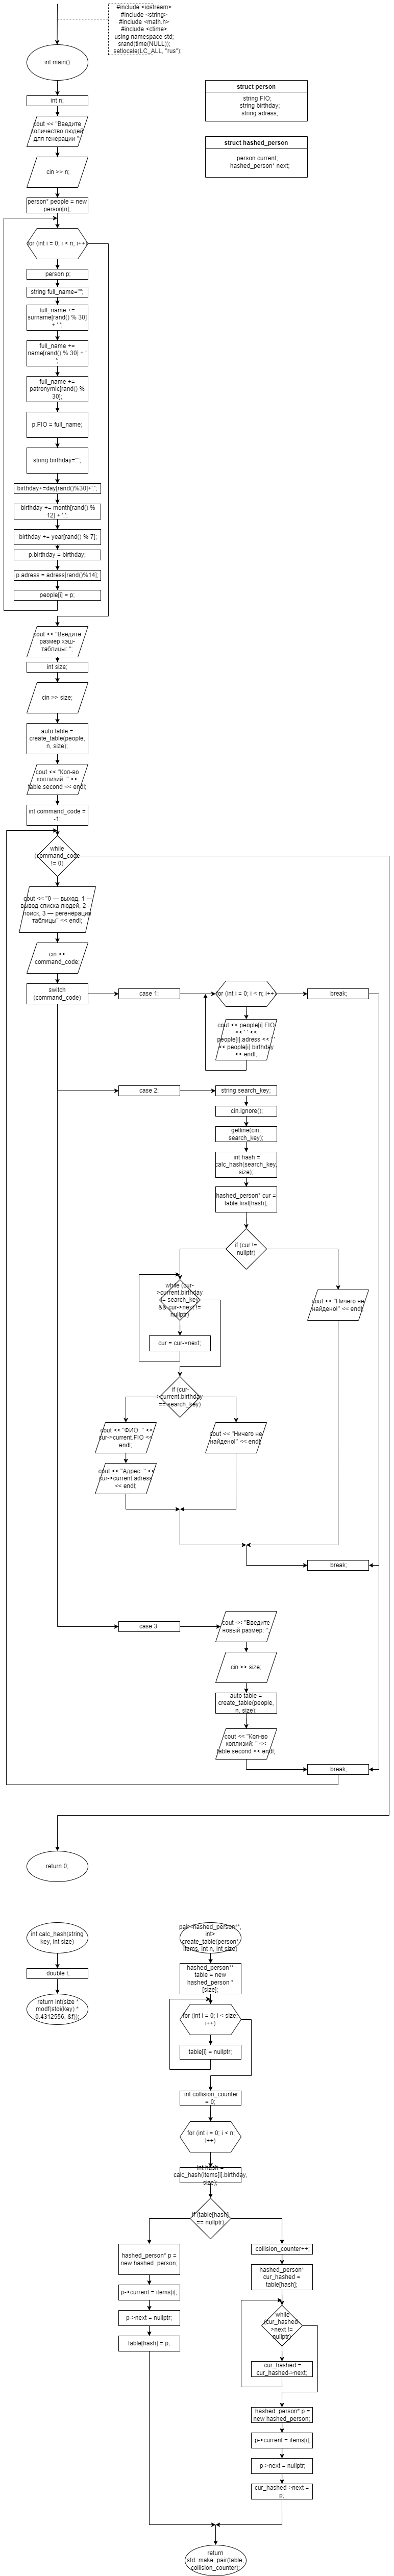 #include <iostream>
#include <string>
#include <math.h>
#include <ctime>
using namespace std;
srand(time(NULL));
setlocale(LC_ALL, "rus");
int main()
struct person
string FIO;
string birthday;
string adress;
struct hashed_person
person current;
hashed_person* next;
int n;
cout << "Введите
количество людей
для генерации ";
cin >> n;
person* people = new
person[n];
for (int i = 0; i < n; i++)
person p;
string full_name="";
full_name +=
surname[rand() % 30]
+ ' ';
full_name +=
name[rand() % 30] + '
';
full_name +=
patronymic[rand() %
30];
p.FIO = full_name;
string birthday="";
birthday+=day[rand()%30]+'.';
birthday += month[rand() %
12] + '.';
birthday += year[rand() % 7];
p.birthday = birthday;
p.adress = adress[rand()%14];
people[i] = p;
cout << "Введите
размер хэш-
таблицы: ";
int size;
cin >> size;
auto table =
create_table(people,
n, size);
cout << "Кол-во
коллизий: " <<
table.second << endl;
int command_code =
-1;
while
(command_code
!= 0)
cout << "0 — выход, 1 —
вывод списка людей, 2 —
поиск, 3 — регенерация
таблицы" << endl;
cin >>
command_code;
switch
(command_code)
case 1:
for (int i = 0; i < n; i++)
break;
cout << people[i].FIO
<< ' ' <<
people[i].adress << ' '
<< people[i].birthday
<< endl;
case 2:
string search_key;
cin.ignore();
getline(cin,
search_key);
int hash =
calc_hash(search_key,
size);
hashed_person* cur =
table.first[hash];
if (cur !=
nullptr)
while (cur-
>current.birthday
!= search_key
&& cur->next !=
nullptr)
cout << "Ничего не
найдено!" << endl;
cur = cur->next;
if (cur-
>current.birthday
== search_key)
cout << "ФИО: " <<
cur->current.FIO <<
endl;
cout << "Ничего не
найдено!" << endl;
cout << "Адрес: " <<
cur->current.adress
<< endl;
break;
case 3:
cout << "Введите
новый размер: ";
cin >> size;
auto table =
create_table(people,
n, size);
cout << "Кол-во
коллизий: " <<
table.second << endl;
break;
return 0;
int calc_hash(string
key, int size)
double f;
return int(size *
modf(stoi(key) *
0.4312556, &f));
pair<hashed_person**,
int>
create_table(person*
items, int n, int size)
hashed_person**
table = new
hashed_person *
[size];
for (int i = 0; i < size;
i++)
table[i] = nullptr;
int collision_counter
= 0;
for (int i = 0; i < n;
i++)
int hash =
calc_hash(items[i].birthday,
size);
if (table[hash]
== nullptr)
hashed_person* p =
new hashed_person;
p->current = items[i];
p->next = nullptr;
table[hash] = p;
collision_counter++;
hashed_person*
cur_hashed =
table[hash];
while
(cur_hashed-
>next !=
nullptr)
cur_hashed =
cur_hashed->next;
hashed_person* p =
new hashed_person;
p->current = items[i];
p->next = nullptr;
cur_hashed->next =
p;
return
std::make_pair(table,
collision_counter);